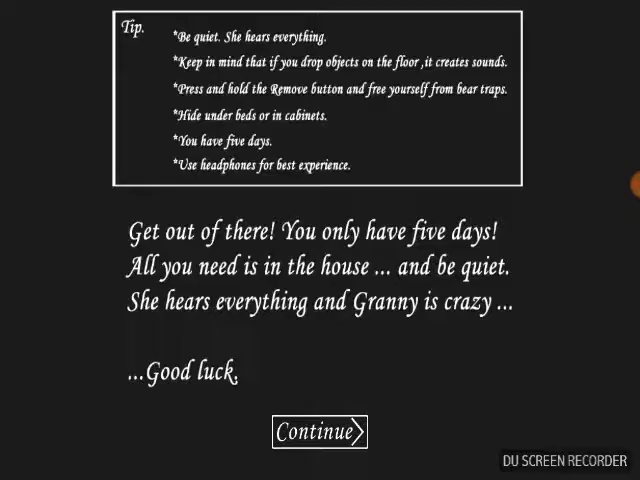 Tip.
*Be quiet. She hears everything.
*Keep in mind that if you drop objects on the floor ,it creates sounds.
*Press and hold the Remove button and free yourself from bear traps.
*Hide under beds or in cabinets.
*You have five days.
*Use headphones for best experience.
Get out of there! You only have five days!
All you need is in the house ... and be quiet.
She hears everything and Granny is crazy ...
...Good luck.
Continue
DU SCREEN RECORDER